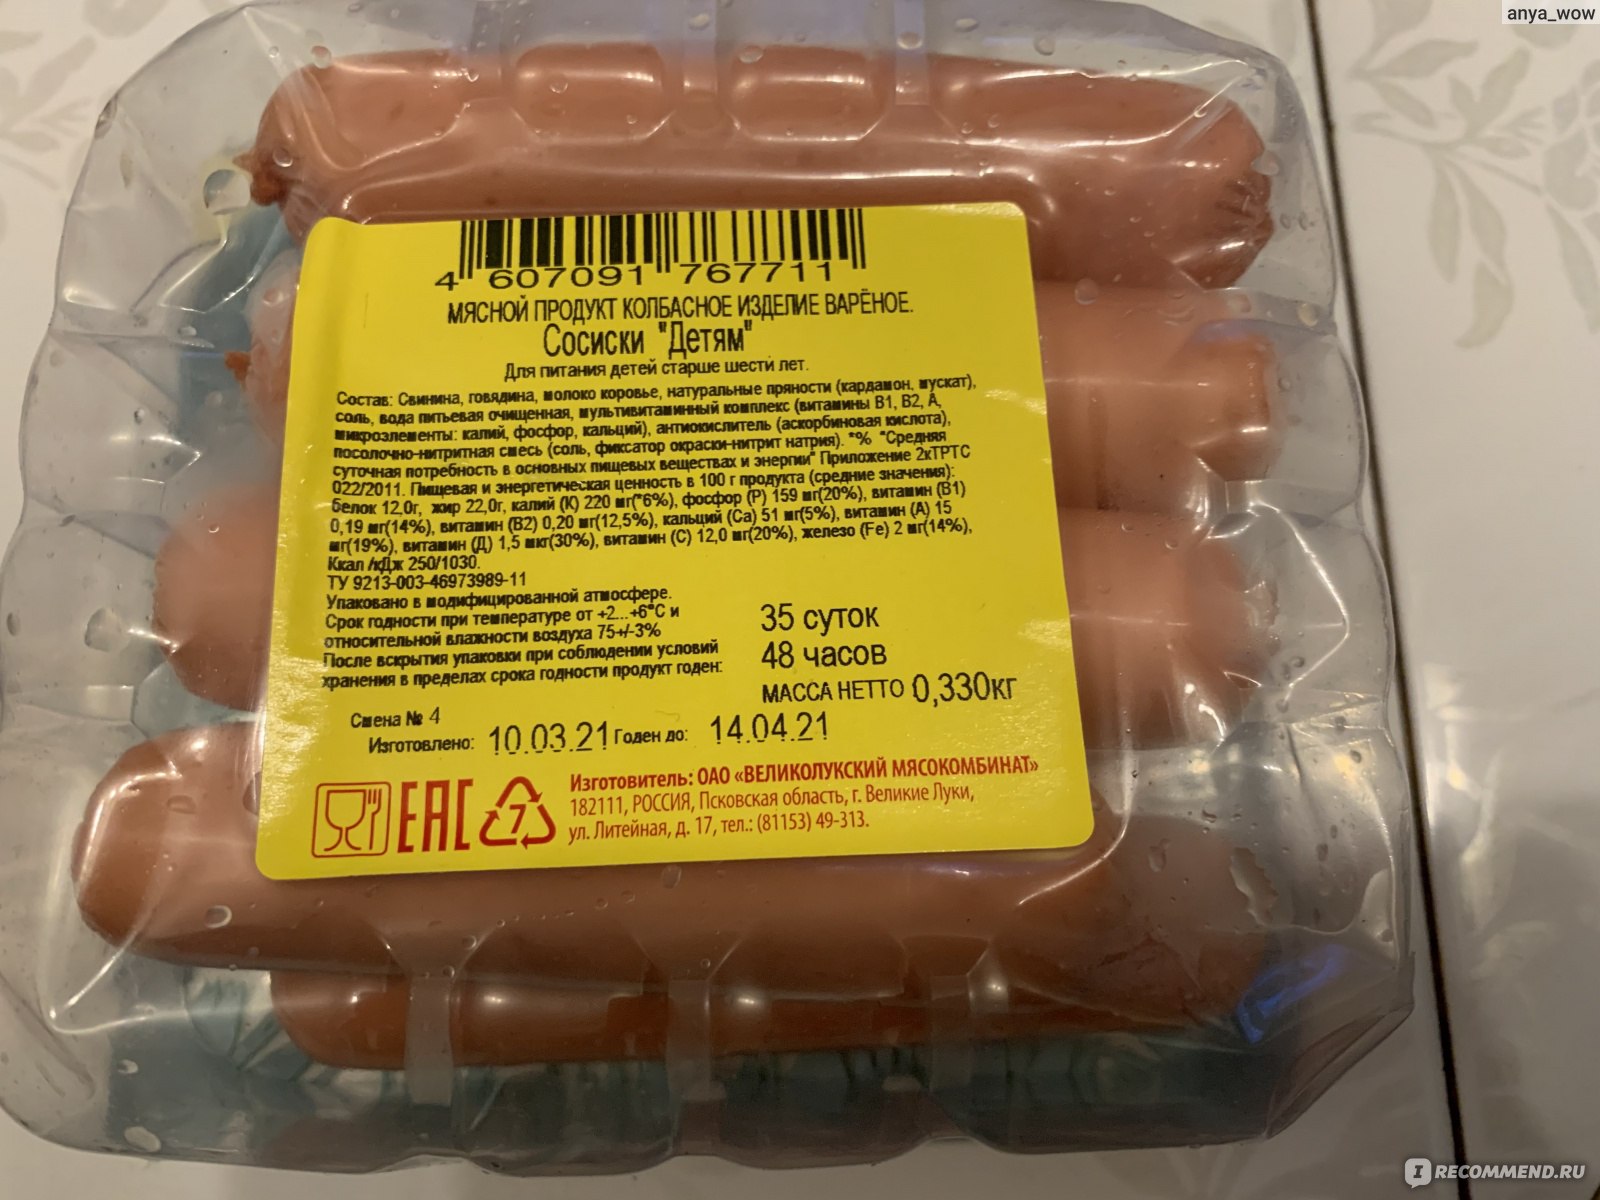 anya_wow
4 607091 767711
МЯСНОЙ ПРОДУКТ КОЛБАСНОЕ ИЗДЕЛИЕ ВАРЁНОЕ.
Сосиски "Детям"
Для питания детей старше шести лет.
Состав: Свинина, говядина, молоко коровье, натуральные пряности (кардамон, мускат),
соль, вода питьевая очищенная, мультивитаминный комплекс (витамины В1, В2, А,
микроэлементы: калий, фосфор, кальций), антиокислитель (аскорбиновая кислота),
посолочно-нитритная смесь (соль, фиксатор окраски-нитрит натрия). *% "Средняя
суточная потребность в основных пищевых веществах и энергии" Приложение 2кТРТС
022/2011. Пищевая и энергетическая ценность в 100 г продукта (средние значения):
белок 12,0г, жир 22,0г, калий (К) 220 мг(*6%), фосфор (Р) 159 мг(20%), витамин (В1)
0,19 мг(14%), витамин (В2) 0,20 мг(12,5%), кальций (Са) 51 мг(5%), витамин (А) 15
мг(19%), витамин (Д) 1,5 мкг(30%), витамин (С) 12,0 мг(20%), железо (Fe) 2 мг(14%),
Ккал /кДж 250/1030.
ТУ 9213-003-46973989-11
Упаковано в модифицированной атмосфере.
Срок годности при температуре от +2...+6°С и
относительной влажности воздуха 75+/-3%
35 суток
После вскрытия упаковки при соблюдении условий
хранения в пределах срока годности продукт годен:
48 часов
МАССА НЕТТО 0,330кг
Смена № 4
Изготовлено: 10.03.21 Годен до: 14.04.21
EAC
7
Изготовитель: ОАО «ВЕЛИКОЛУКСКИЙ МЯСОКОМБИНАТ»
182111, РОССИЯ, Псковская область, г. Великие Луки,
ул. Литейная, д. 17, тел.: (81153) 49-313.
IRECOMMEND.RU